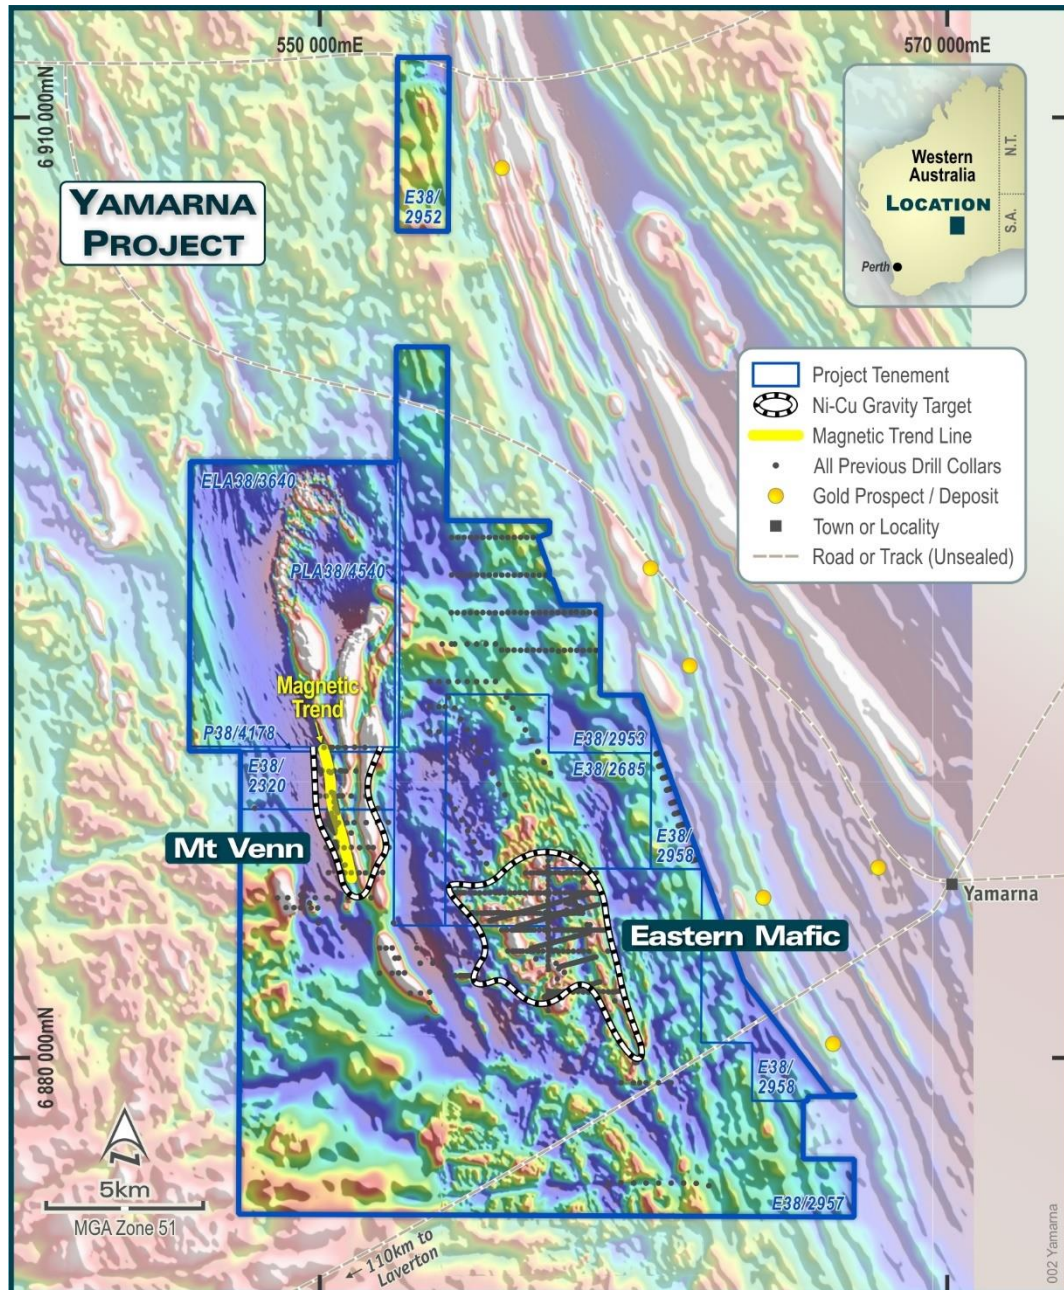 550 000mE
570 000mE
6 910 000mN
YAMARNA
PROJECT
E38/
2952
Western
Australia
LOCATION
N.T.
S.A.
Perth
Project Tenement
Ni-Cu Gravity Target
Magnetic Trend Line
All Previous Drill Collars
Gold Prospect / Deposit
Town or Locality
Road or Track (Unsealed)
ELA38/3640
PLA38/4540
Magnetic
Trend
P38/4178
E38/
2320
E38/2953
E38/2685
E38/
2958
Mt Venn
Eastern Mafic
Yamarna
6 880 000mN
E38/
2958
E38/2957
N
5km
MGA Zone 51
110km to
Laverton
002 Yamarna